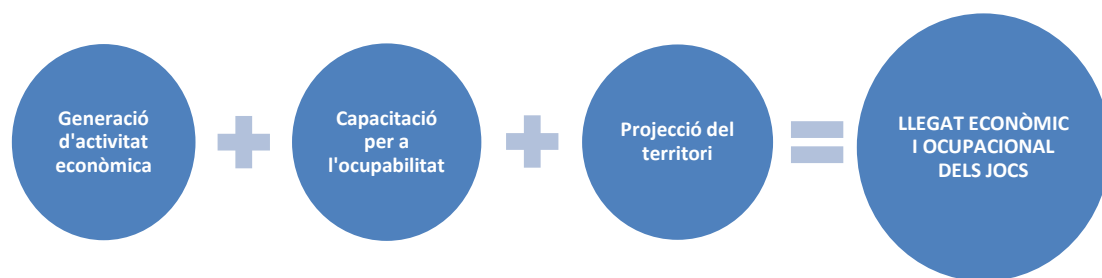 Generació
d'activitat
econòmica
Capacitació
per a
l'ocupabilitat
Projecció del
territori
LLEGAT ECONÒMIC
I OCUPACIONAL
DELS JOCS